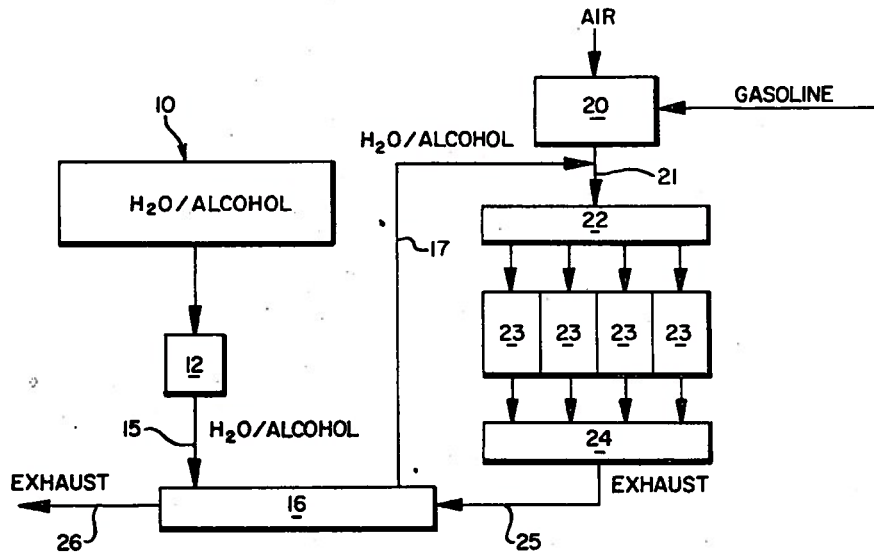 AIR
20
GASOLINE
10
H₂O/ALCOHOL
21
H₂O/ALCOHOL
22
17
23 23 23 23
12
15
H₂O/ALCOHOL
24
EXHAUST
EXHAUST
16
26
25